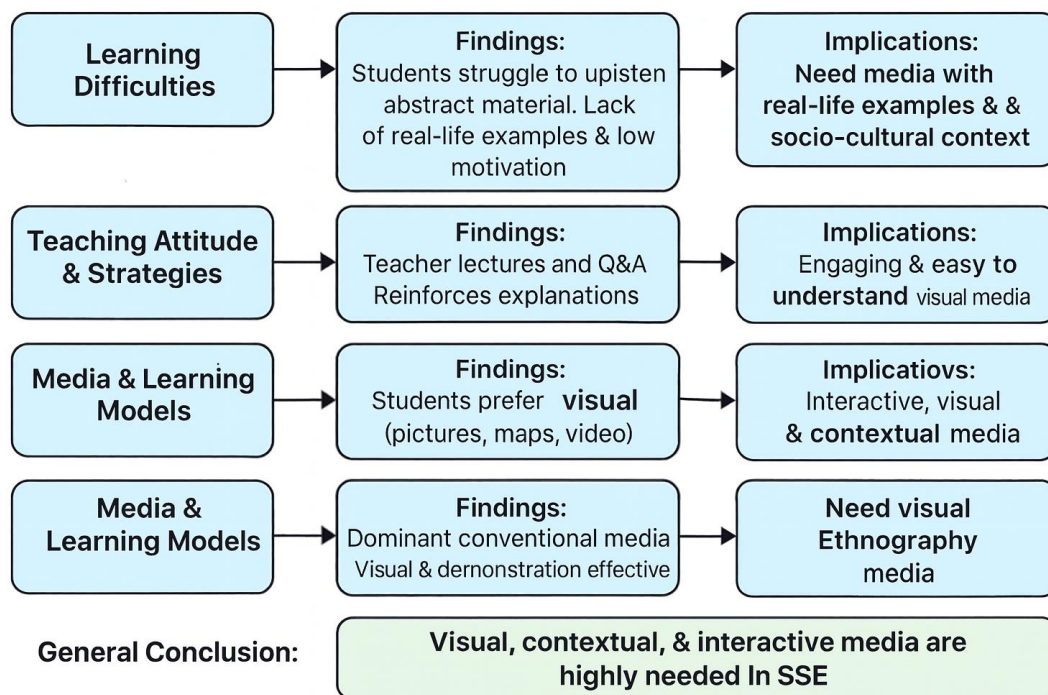 Learning
Difficulties
Findings:
Students struggle to upisten
abstract material. Lack
of real-life examples & low
motivation
Implications:
Need media with
real-life examples & &
socio-cultural context
Teaching Attitude
& Strategies
Findings:
Teacher lectures and Q&A
Reinforces explanations
Implications:
Engaging & easy to
understand visual media
Media & Learning
Models
Findings:
Students prefer visual
(pictures, maps, video)
Implicatiovs:
Interactive, visual
& contextual media
Media &
Learning Models
Findings:
Dominant conventional media
Visual & dernonstration effective
Need visual
Ethnography
media
General Conclusion:
Visual, contextual, & interactive media are
highly needed In SSE